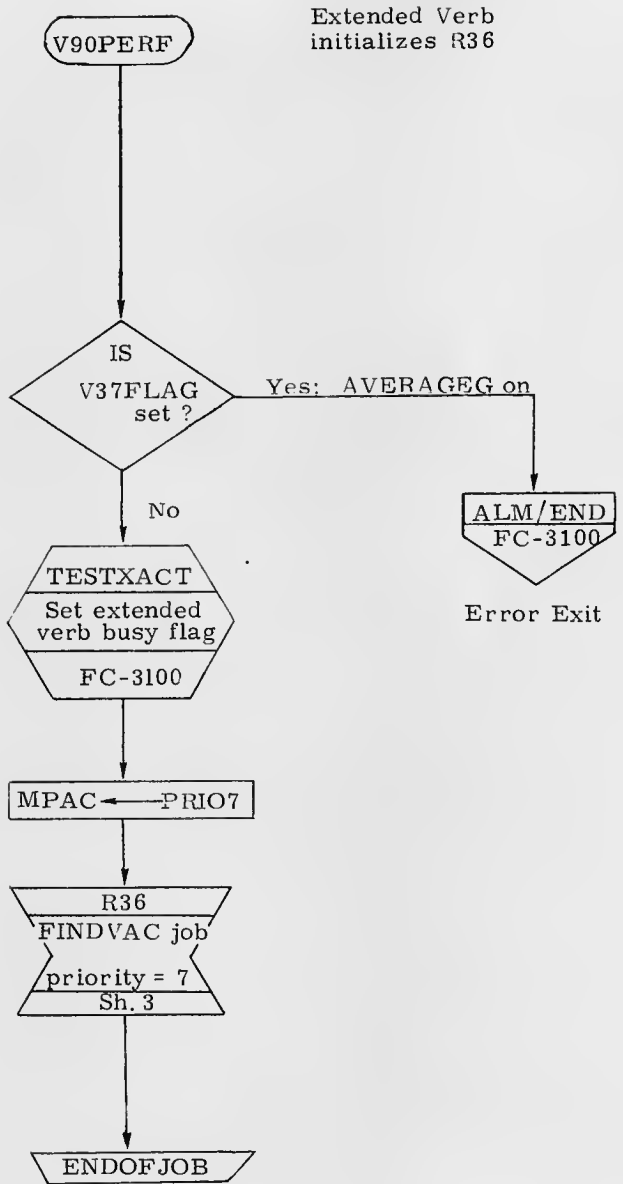 V90PERF
Extended Verb
initializes R36
IS
V37FLAG
set ?
Yes: AVERAGEG on
No
ALM/END
FC-3100
Error Exit
TESTXACT
Set extended
verb busy flag
FC-3100
MPAC ← PRIO7
R36
FINDVAC job
priority = 7
Sh. 3
ENDOFJOB